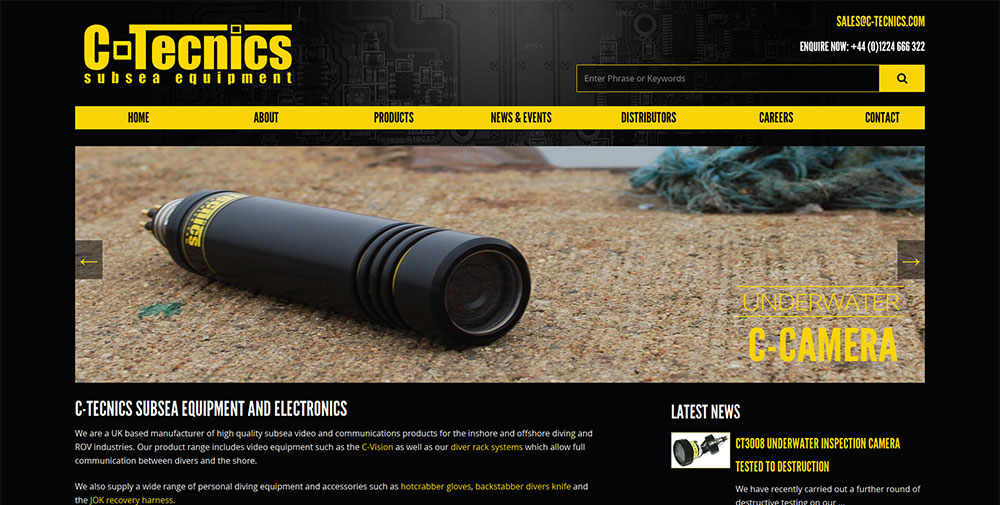 C-Tecnics
subsea equipment
SALES@C-TECNICS.COM
ENQUIRE NOW: +44 (0)1224 666 322
Enter Phrase or Keywords
HOME ABOUT PRODUCTS NEWS & EVENTS DISTRIBUTORS CAREERS CONTACT
←
→
UNDERWATER
C-CAMERA
C-TECNICS SUBSEA EQUIPMENT AND ELECTRONICS
We are a UK based manufacturer of high quality subsea video and communications products for the inshore and offshore diving and
ROV industries. Our product range includes video equipment such as the C-Vision as well as our diver rack systems which allow full
communication between divers and the shore.
We also supply a wide range of personal diving equipment and accessories such as hotcrabber gloves, backstabber divers knife and
the JOK recovery harness.
LATEST NEWS
CT3008 UNDERWATER INSPECTION CAMERA
TESTED TO DESTRUCTION
We have recently carried out a further round of
destructive testing on our ...